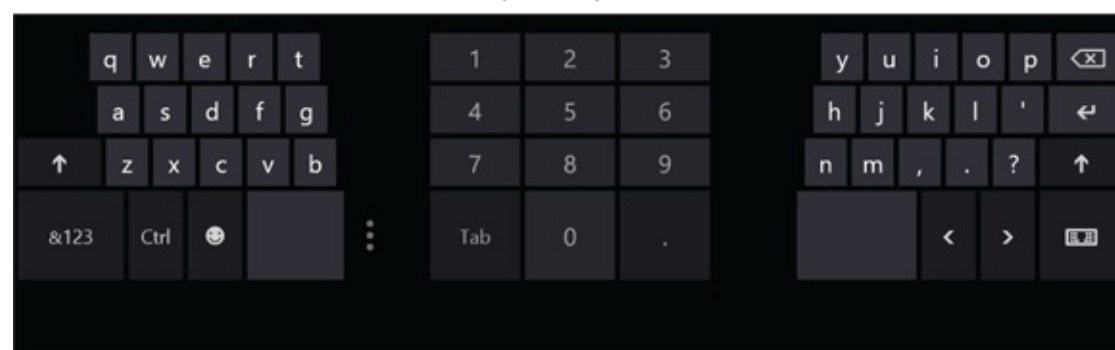 q w e r t 1 2 3 y u i o p
a s d f g 4 5 6 h j k l '
z x c v b 7 8 9 n m , . ?
&123 Ctrl Tab 0 . < >